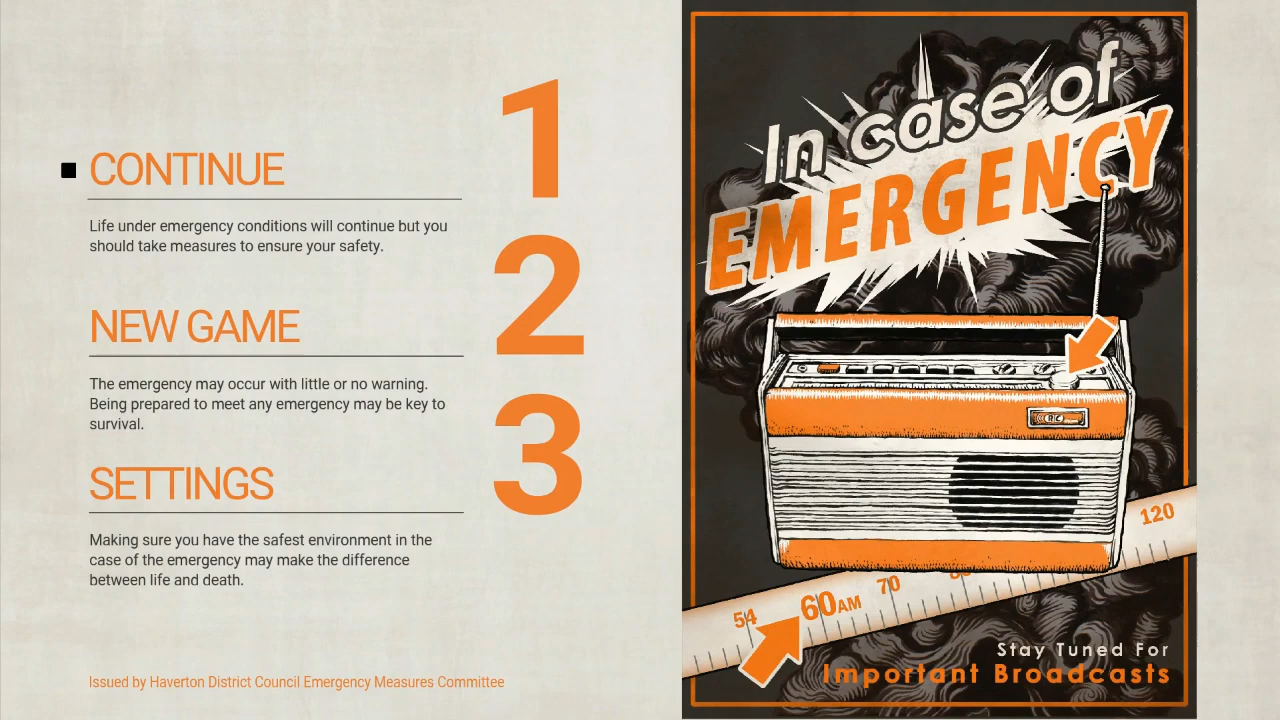 CONTINUE
1
Life under emergency conditions will continue but you
should take measures to ensure your safety.
NEW GAME
2
The emergency may occur with little or no warning.
Being prepared to meet any emergency may be key to
survival.
SETTINGS
3
Making sure you have the safest environment in the
case of the emergency may make the difference
between life and death.
Issued by Haverton District Council Emergency Measures Committee
In case of
EMERGENCY
54 60AM 70 120
Stay Tuned For
Important Broadcasts